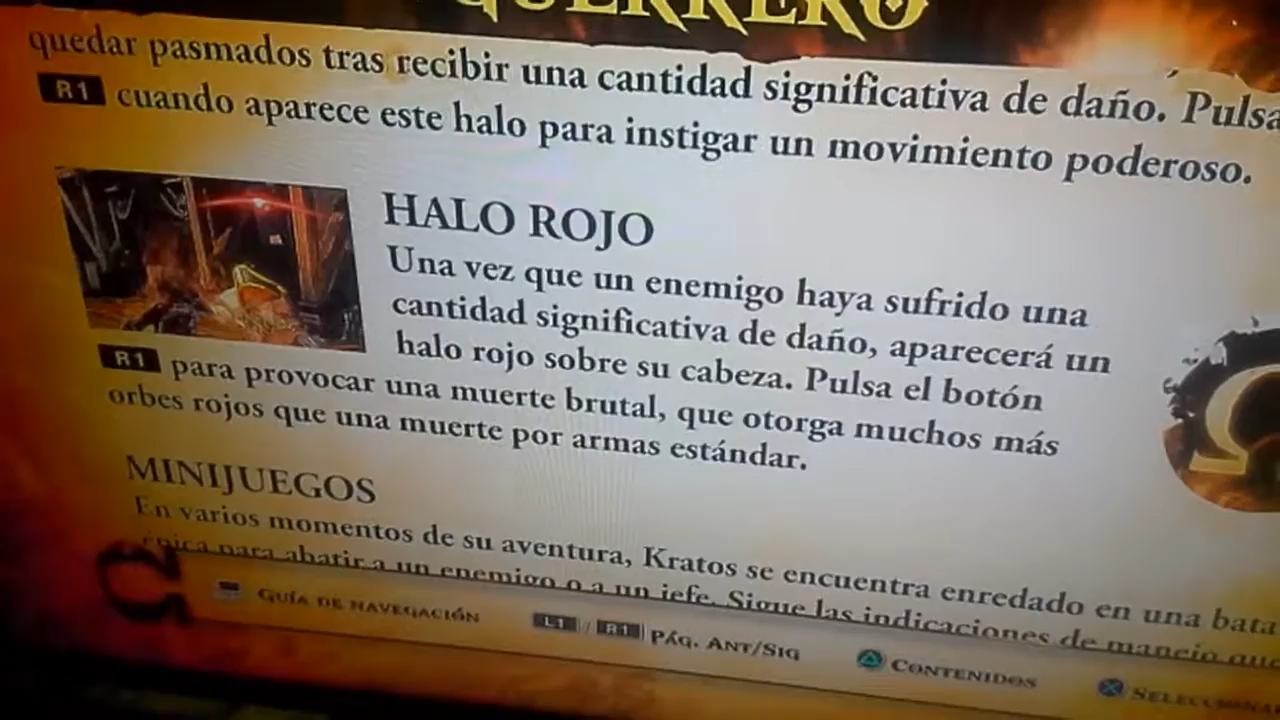 GUERRERO
quedar pasmados tras recibir una cantidad significativa de daño. Pulsa
R1 cuando aparece este halo para instigar un movimiento poderoso.
HALO ROJO
Una vez que un enemigo haya sufrido una
cantidad significativa de daño, aparecerá un
halo rojo sobre su cabeza. Pulsa el botón
R1 para provocar una muerte brutal, que otorga muchos más
orbes rojos que una muerte por armas estándar.
MINIJUEGOS
En varios momentos de su aventura, Kratos se encuentra enredado en una bata
épica para abatir a un enemigo o a un jefe. Sigue las indicaciones de manejo que
GUÍA DE NAVEGACIÓN
L1 / R1 PÁG. ANT/SIG
CONTENIDOS
SELECCIONA